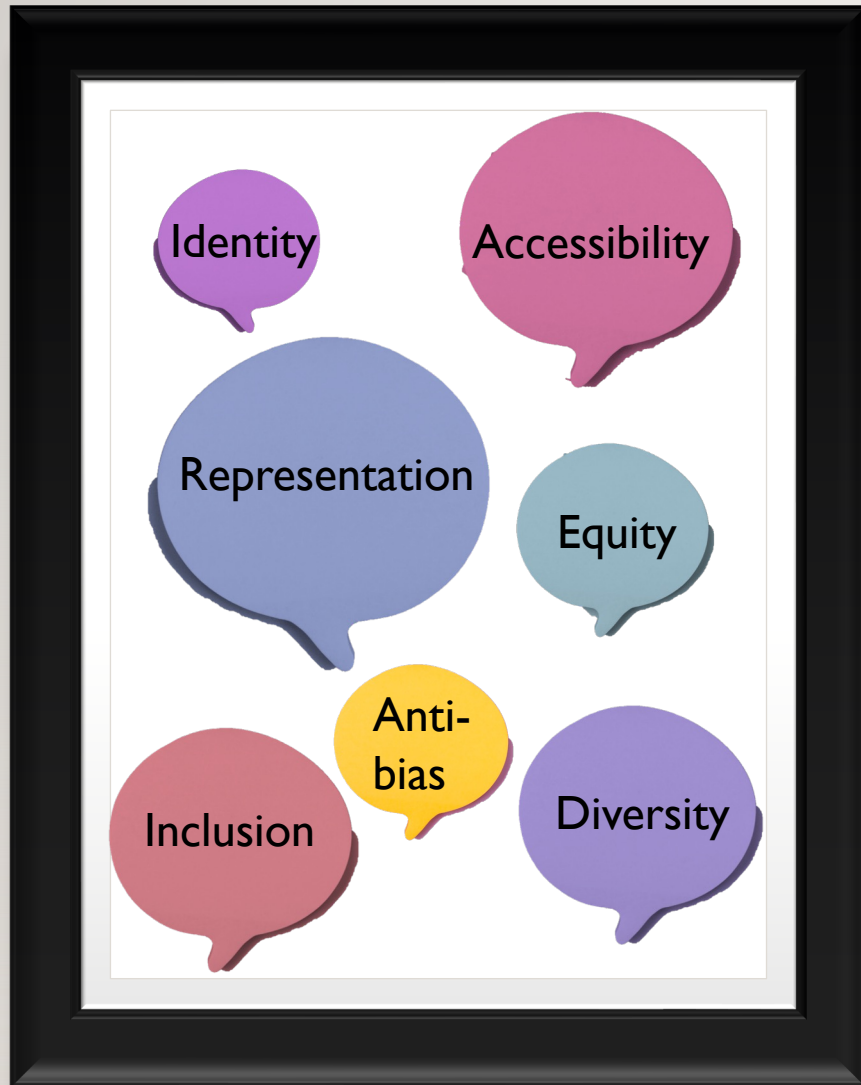 Identity
Accessibility
Representation
Equity
Anti-
bias
Inclusion
Diversity